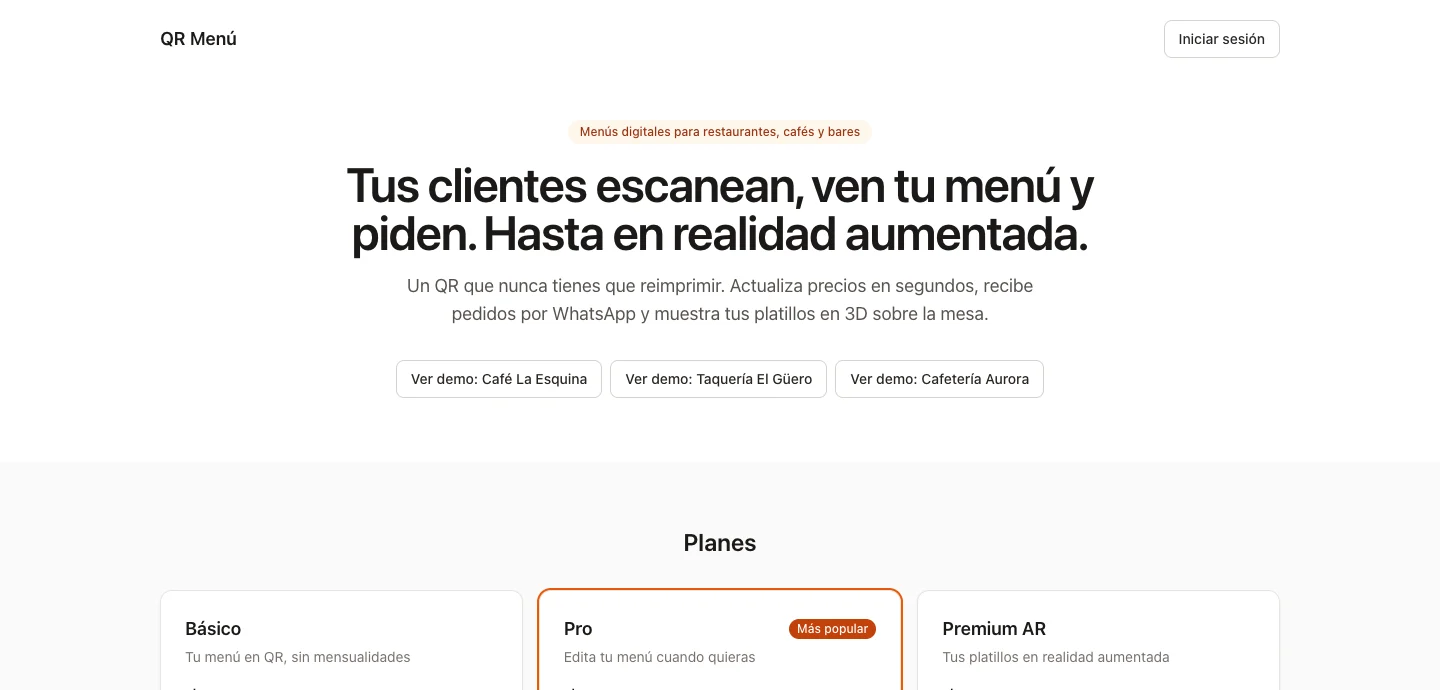 QR Menú
Iniciar sesión
Menús digitales para restaurantes, cafés y bares
Tus clientes escanean, ven tu menú y
piden. Hasta en realidad aumentada.
Un QR que nunca tienes que reimprimir. Actualiza precios en segundos, recibe
pedidos por WhatsApp y muestra tus platillos en 3D sobre la mesa.
Ver demo: Café La Esquina
Ver demo: Taquería El Güero
Ver demo: Cafetería Aurora
Planes
Básico
Tu menú en QR, sin mensualidades
Pro
Más popular
Edita tu menú cuando quieras
Premium AR
Tus platillos en realidad aumentada